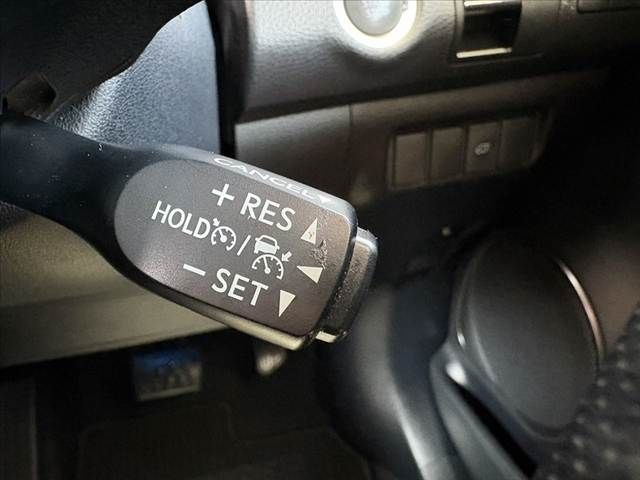 CANCEL
+ RES
HOLD /
− SET